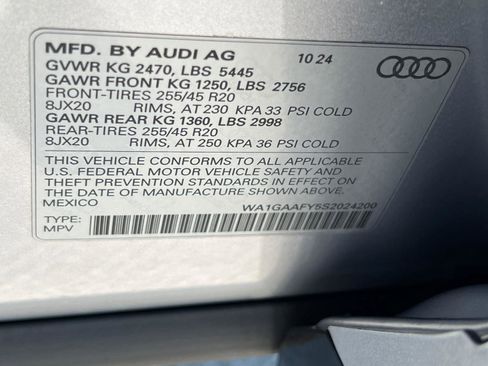 MFD. BY AUDI AG 10 24
GVWR KG 2470, LBS 5445
GAWR FRONT KG 1250, LBS 2756
FRONT-TIRES 255/45 R20
8JX20 RIMS, AT 230 KPA 33 PSI COLD
GAWR REAR KG 1360, LBS 2998
REAR-TIRES 255/45 R20
8JX20 RIMS, AT 250 KPA 36 PSI COLD
THIS VEHICLE CONFORMS TO ALL APPLICABLE
U.S. FEDERAL MOTOR VEHICLE SAFETY AND
THEFT PREVENTION STANDARDS IN EFFECT ON
THE DATE OF MANUFACTURE SHOWN ABOVE.
MEXICO WA1GAAFY5S2024200
TYPE:
MPV